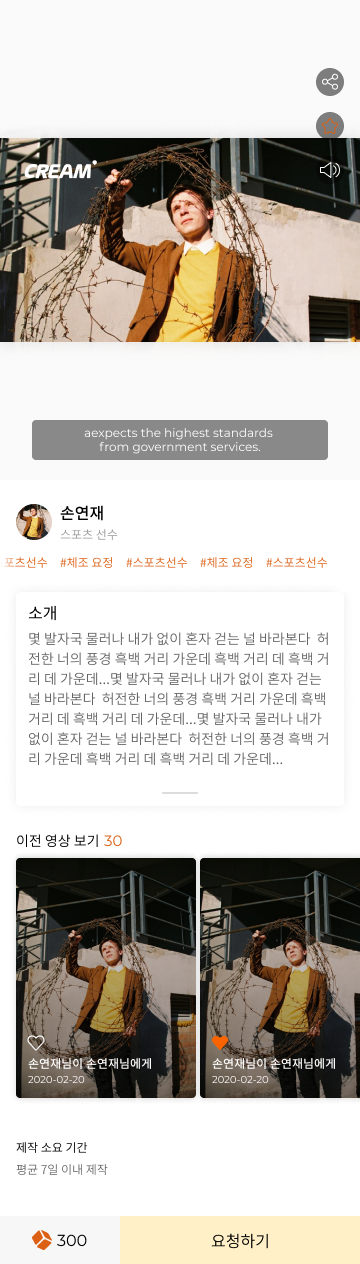 CREAM
aexpects the highest standards
from government services.
손연재
스포츠 선수
포츠선수 #체조 요정 #스포츠선수 #체조 요정 #스포츠선수
소개
몇 발자국 물러나 내가 없이 혼자 걷는 널 바라본다 허
전한 너의 풍경 흑백 거리 가운데 흑백 거리 데 흑백 거
리 데 가운데...몇 발자국 물러나 내가 없이 혼자 걷는
널 바라본다 허전한 너의 풍경 흑백 거리 가운데 흑백
거리 데 흑백 거리 데 가운데...몇 발자국 물러나 내가
없이 혼자 걷는 널 바라본다 허전한 너의 풍경 흑백 거
리 가운데 흑백 거리 데 흑백 거리 데 가운데...
이전 영상 보기 30
손연재님이 손연재님에게
2020-02-20
손연재님이 손연재님에게
2020-02-20
제작 소요 기간
평균 7일 이내 제작
300
요청하기